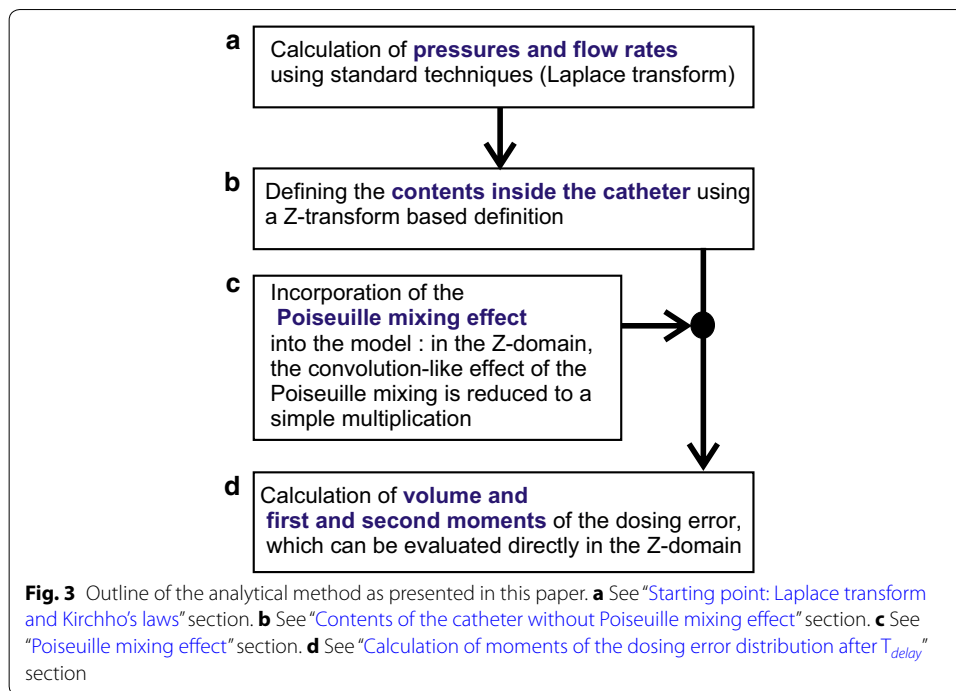 a
Calculation of pressures and flow rates
using standard techniques (Laplace transform)
b
Defining the contents inside the catheter using
a Z-transform based definition
c
Incorporation of the
Poiseuille mixing effect
into the model : in the Z-domain,
the convolution-like effect of the
Poiseuille mixing is reduced to a
simple multiplication
d
Calculation of volume and
first and second moments of the dosing error,
which can be evaluated directly in the Z-domain
Fig. 3 Outline of the analytical method as presented in this paper. a See "Starting point: Laplace transform
and Kirchho's laws" section. b See "Contents of the catheter without Poiseuille mixing effect" section. c See
"Poiseuille mixing effect" section. d See "Calculation of moments of the dosing error distribution after Tdelay"
section